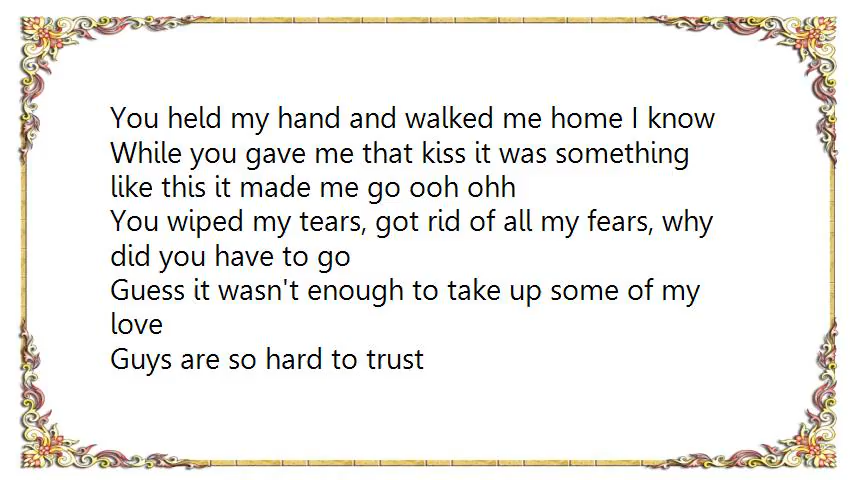 You held my hand and walked me home I know
While you gave me that kiss it was something
like this it made me go ooh ohh
You wiped my tears, got rid of all my fears, why
did you have to go
Guess it wasn't enough to take up some of my
love
Guys are so hard to trust